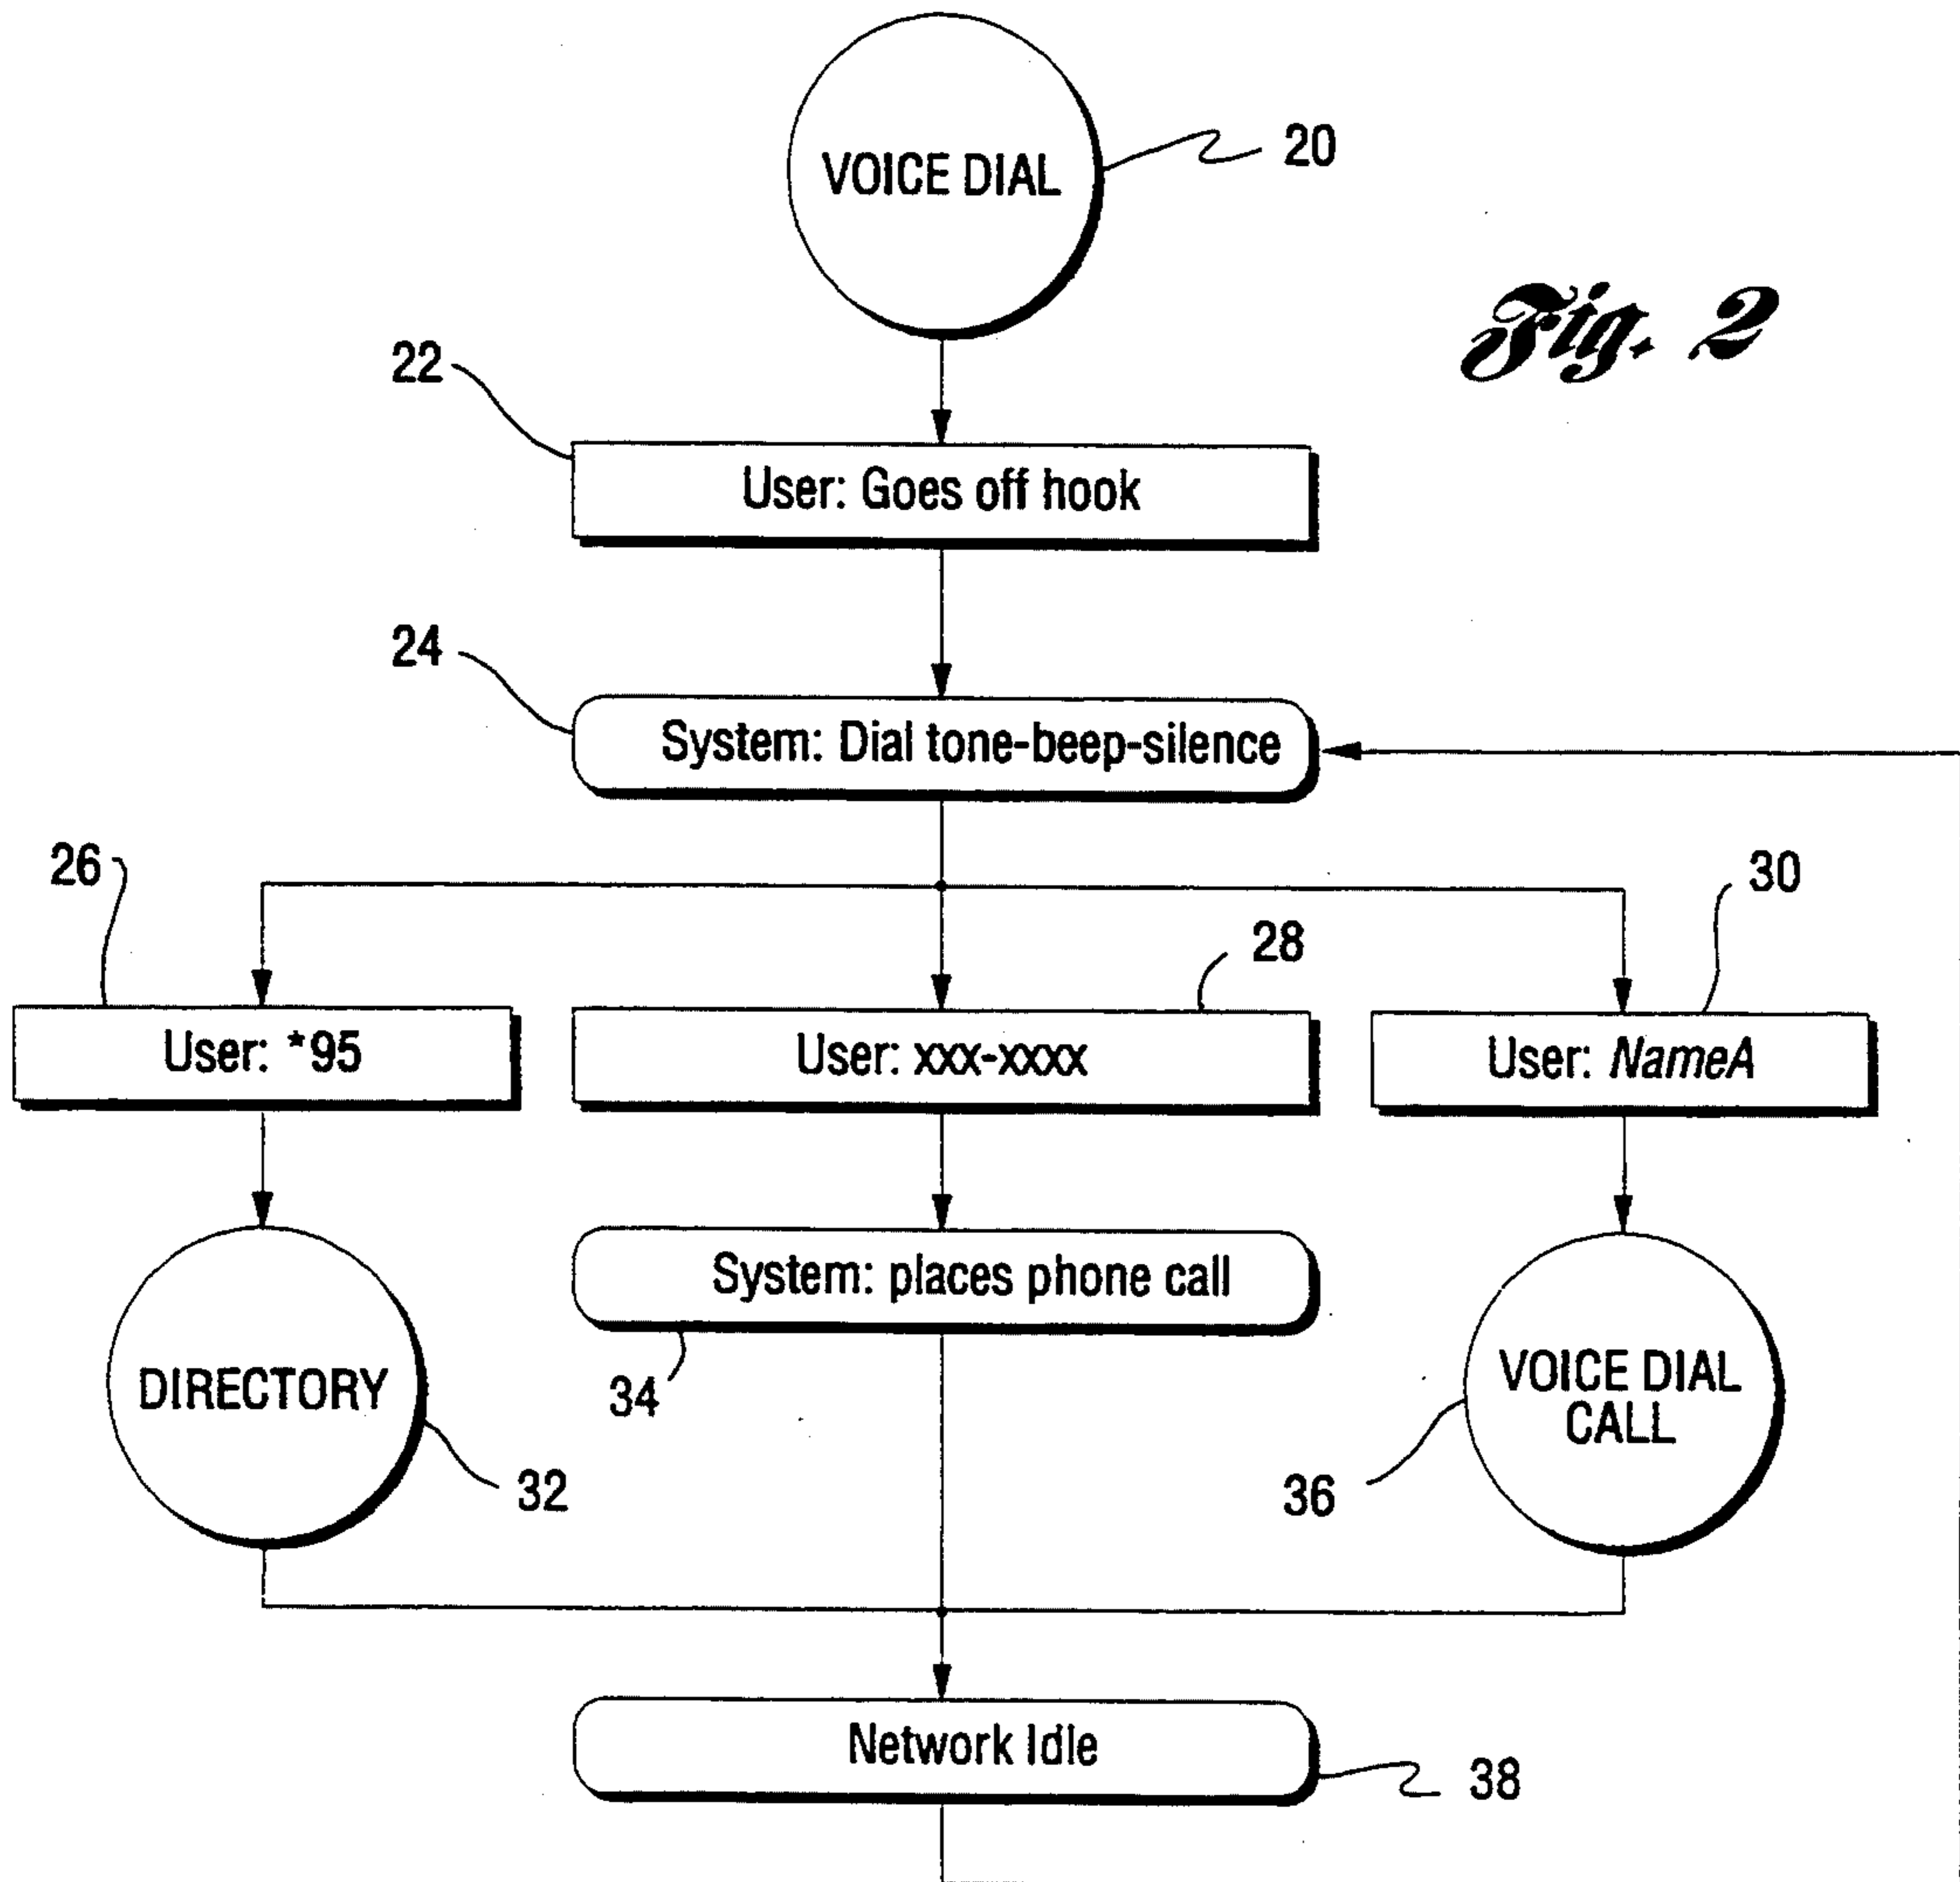 VOICE DIAL
20
Fig. 2
22
User: Goes off hook
24
System: Dial tone-beep-silence
26
30
28
User: *95
User: xxx-xxxx
User: NameA
System: places phone call
DIRECTORY
VOICE DIAL
CALL
34
32
36
Network Idle
38